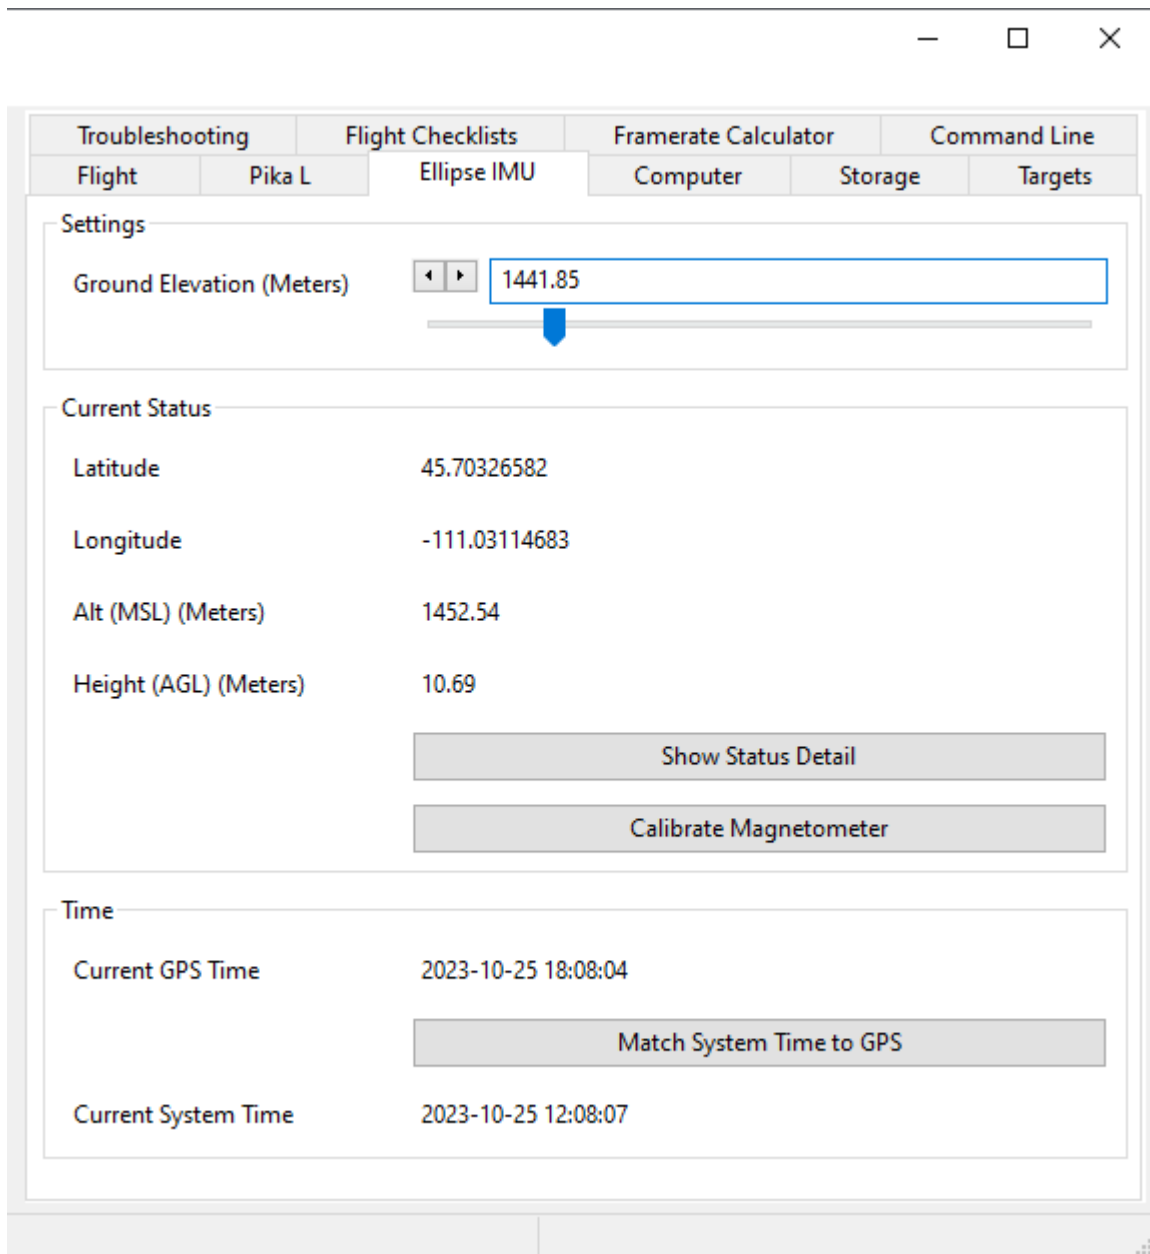 Troubleshooting Flight Checklists Framerate Calculator Command Line
Flight Pika L Ellipse IMU Computer Storage Targets
Settings
Ground Elevation (Meters) 1441.85
Current Status
Latitude 45.70326582
Longitude -111.03114683
Alt (MSL) (Meters) 1452.54
Height (AGL) (Meters) 10.69
Show Status Detail
Calibrate Magnetometer
Time
Current GPS Time 2023-10-25 18:08:04
Match System Time to GPS
Current System Time 2023-10-25 12:08:07